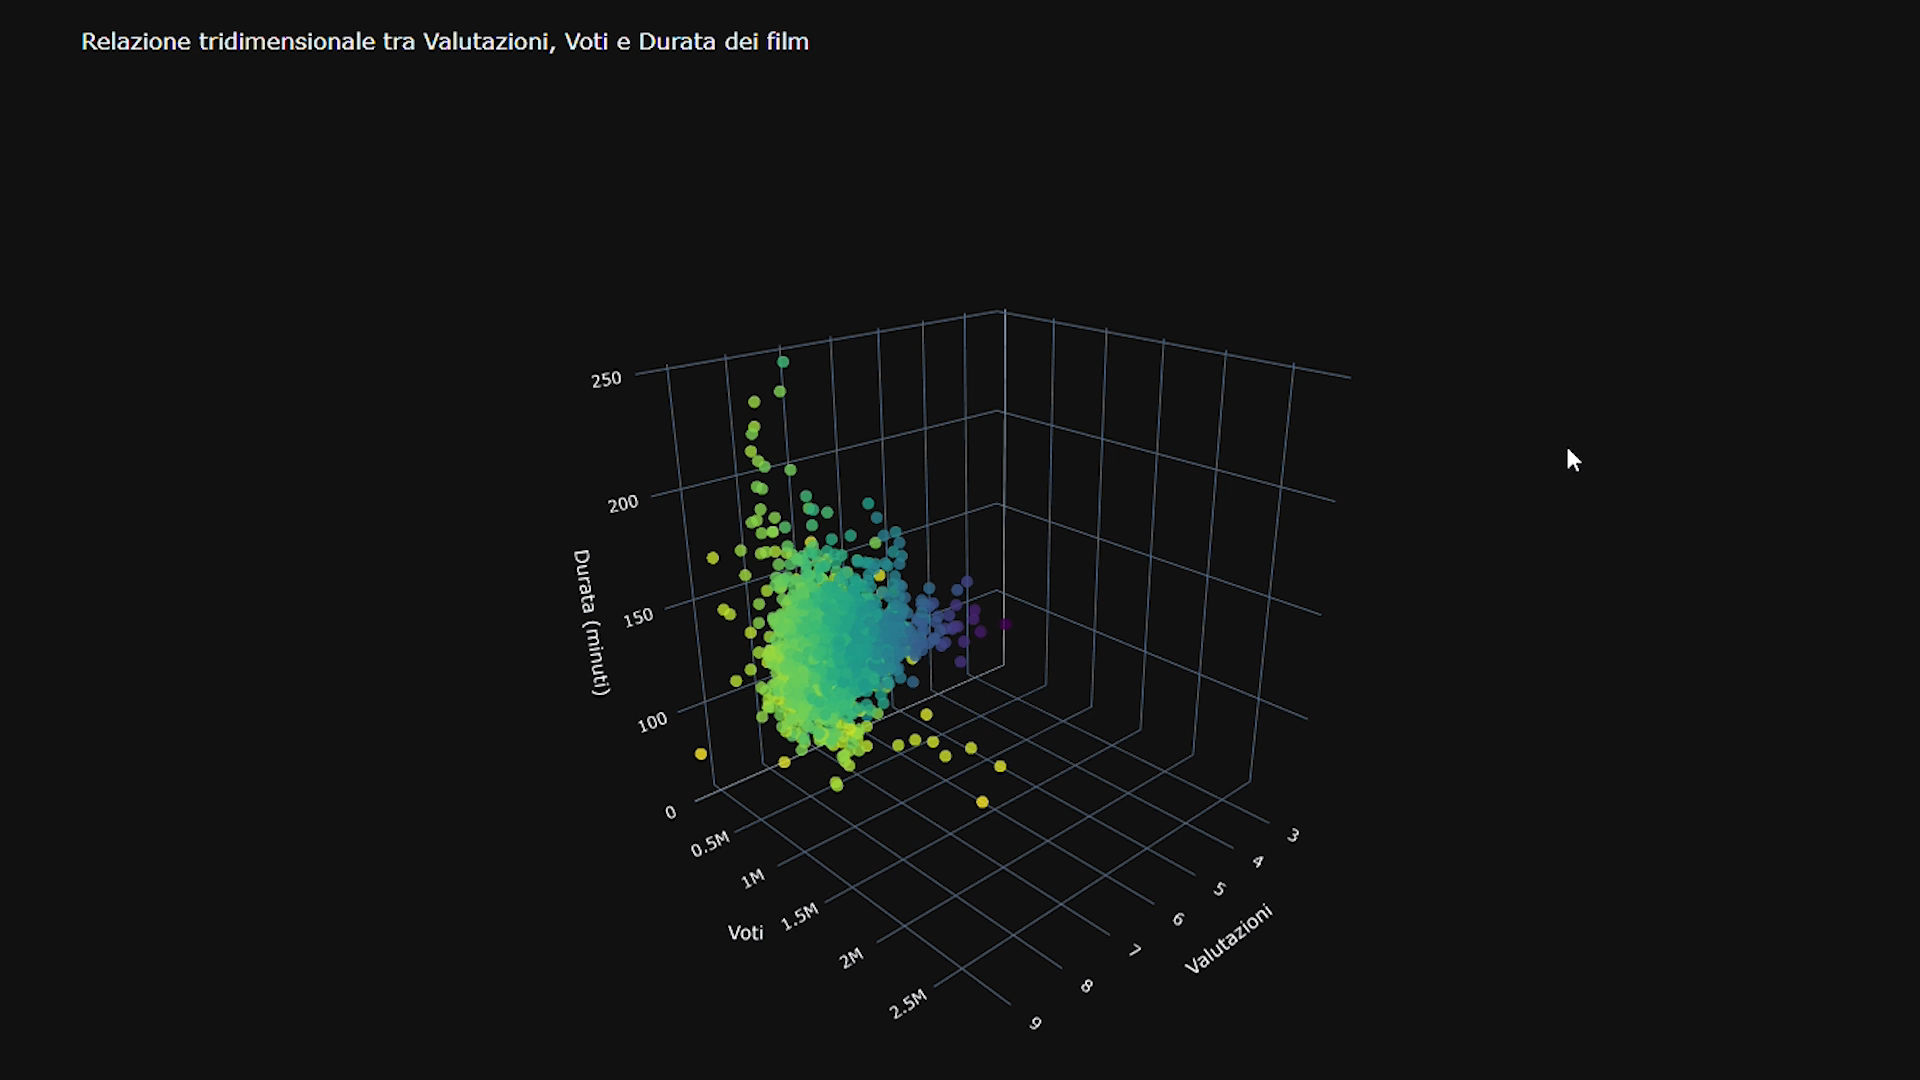 Relazione tridimensionale tra Valutazioni, Voti e Durata dei film
250
200
150
100
Durata (minuti)
0
0.5M
1M
1.5M
2M
2.5M
Voti
3
4
5
6
7
8
9
Valutazioni